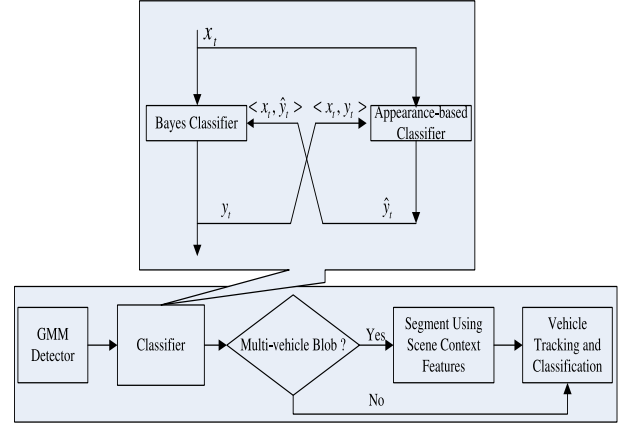 x_t
< x_t, ŷ_t > < x_t, y_t >
Bayes Classifier
Appearance-based
Classifier
y_t
ŷ_t
GMM
Detector
Classifier
Multi-vehicle Blob ?
Yes
Segment Using
Scene Context
Features
Vehicle
Tracking and
Classification
No